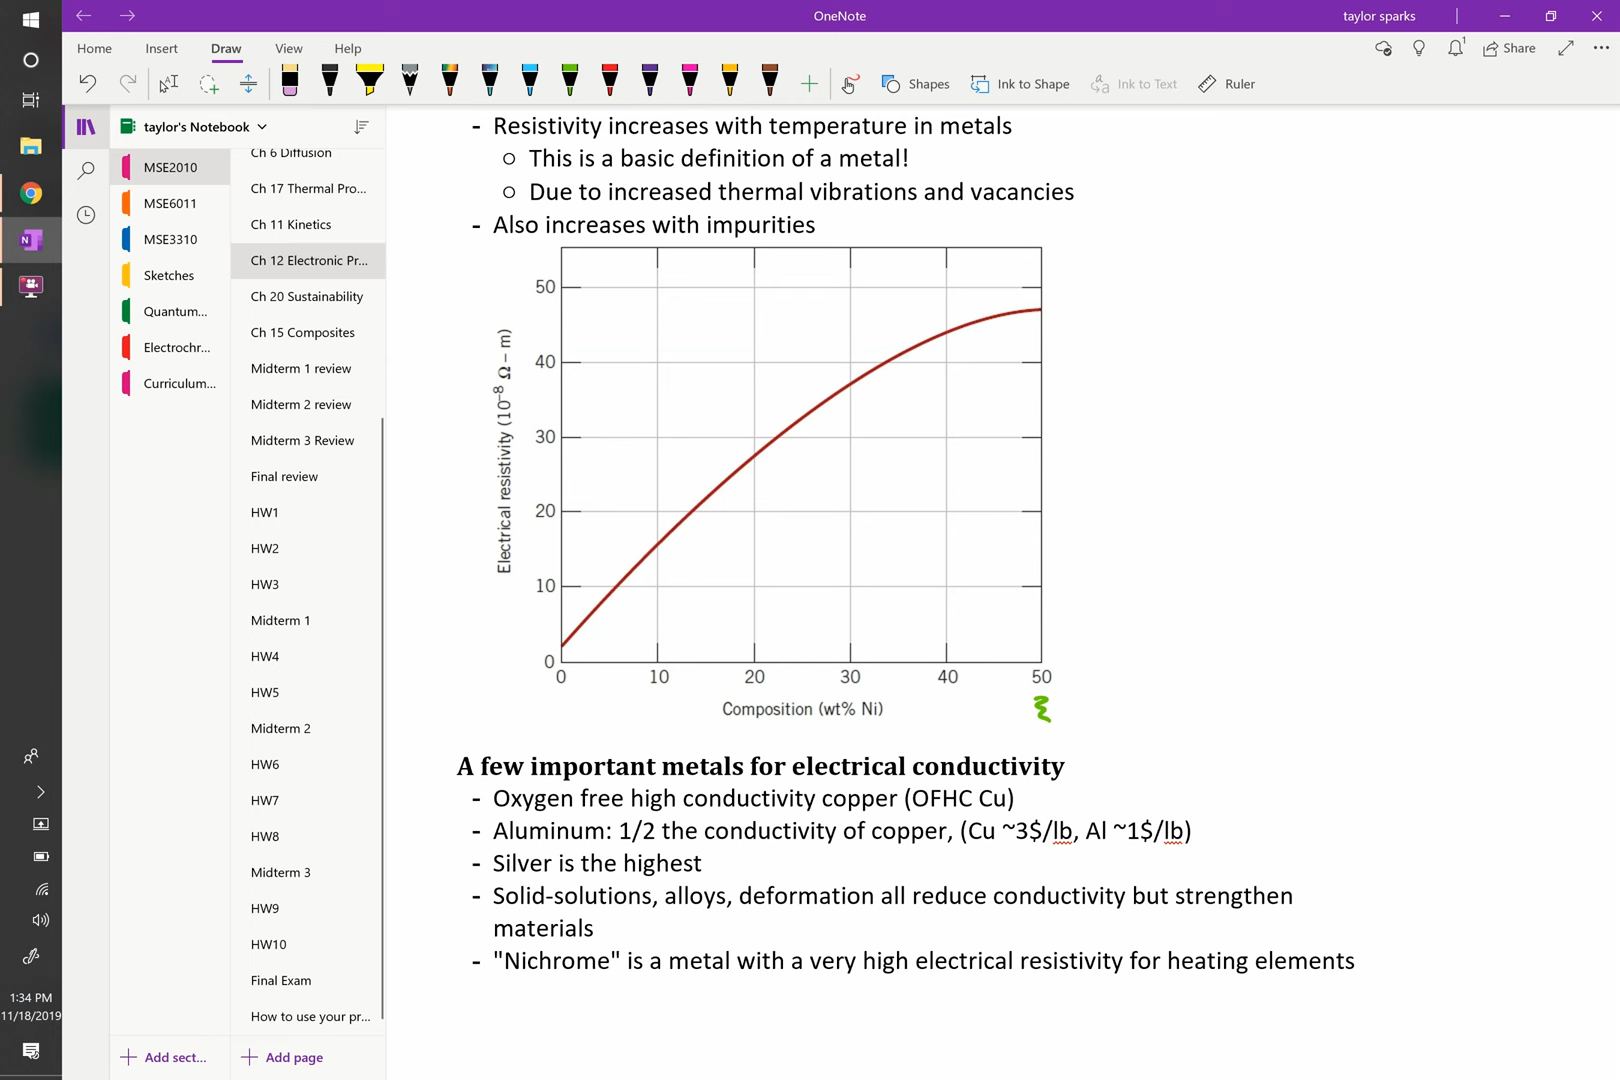 OneNote
taylor sparks
Home Insert Draw View Help
1
Share
Shapes
Ink to Shape
Ink to Text
Ruler
taylor's Notebook
MSE2010
MSE6011
MSE3310
Sketches
Quantum...
Electrochr...
Curriculum...
Add sect...
Ch 6 Diffusion
Ch 17 Thermal Pro...
Ch 11 Kinetics
Ch 12 Electronic Pr...
Ch 20 Sustainability
Ch 15 Composites
Midterm 1 review
Midterm 2 review
Midterm 3 Review
Final review
HW1
HW2
HW3
Midterm 1
HW4
HW5
Midterm 2
HW6
HW7
HW8
Midterm 3
HW9
HW10
Final Exam
How to use your pr...
Add page
- Resistivity increases with temperature in metals
○ This is a basic definition of a metal!
○ Due to increased thermal vibrations and vacancies
- Also increases with impurities
Electrical resistivity (10⁻⁸ Ω – m)
50
40
30
20
10
0
0 10 20 30 40 50
Composition (wt% Ni)
A few important metals for electrical conductivity
- Oxygen free high conductivity copper (OFHC Cu)
- Aluminum: 1/2 the conductivity of copper, (Cu ~3$/lb, Al ~1$/lb)
- Silver is the highest
- Solid-solutions, alloys, deformation all reduce conductivity but strengthen
materials
- "Nichrome" is a metal with a very high electrical resistivity for heating elements
1:34 PM
11/18/2019